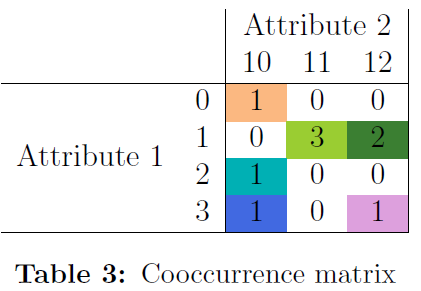 Attribute 2
10 11 12
0 1 0 0
1 0 3 2
Attribute 1
2 1 0 0
3 1 0 1
Table 3: Cooccurrence matrix